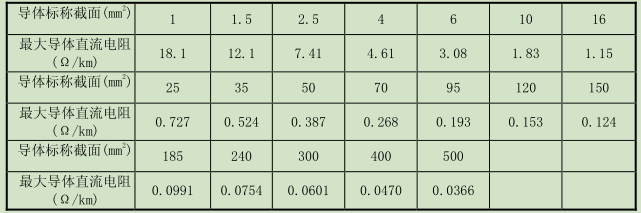 导体标称截面(mm²) 1 1.5 2.5 4 6 10 16
最大导体直流电阻
(Ω/km) 18.1 12.1 7.41 4.61 3.08 1.83 1.15
导体标称截面(mm²) 25 35 50 70 95 120 150
最大导体直流电阻
(Ω/km) 0.727 0.524 0.387 0.268 0.193 0.153 0.124
导体标称截面(mm²) 185 240 300 400 500
最大导体直流电阻
(Ω/km) 0.0991 0.0754 0.0601 0.0470 0.0366